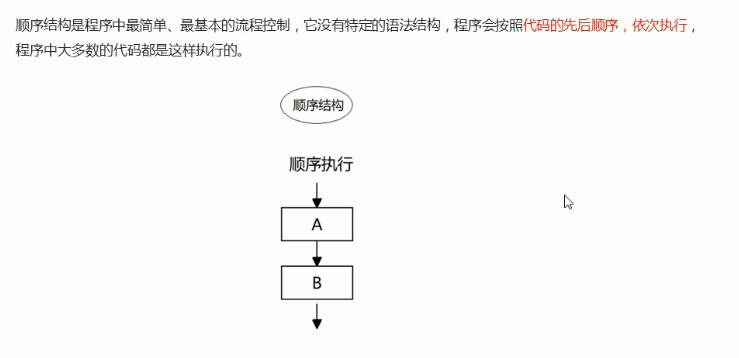 顺序结构是程序中最简单、最基本的流程控制，它没有特定的语法结构，程序会按照代码的先后顺序，依次执行，
程序中大多数的代码都是这样执行的。
顺序结构
顺序执行
A
B